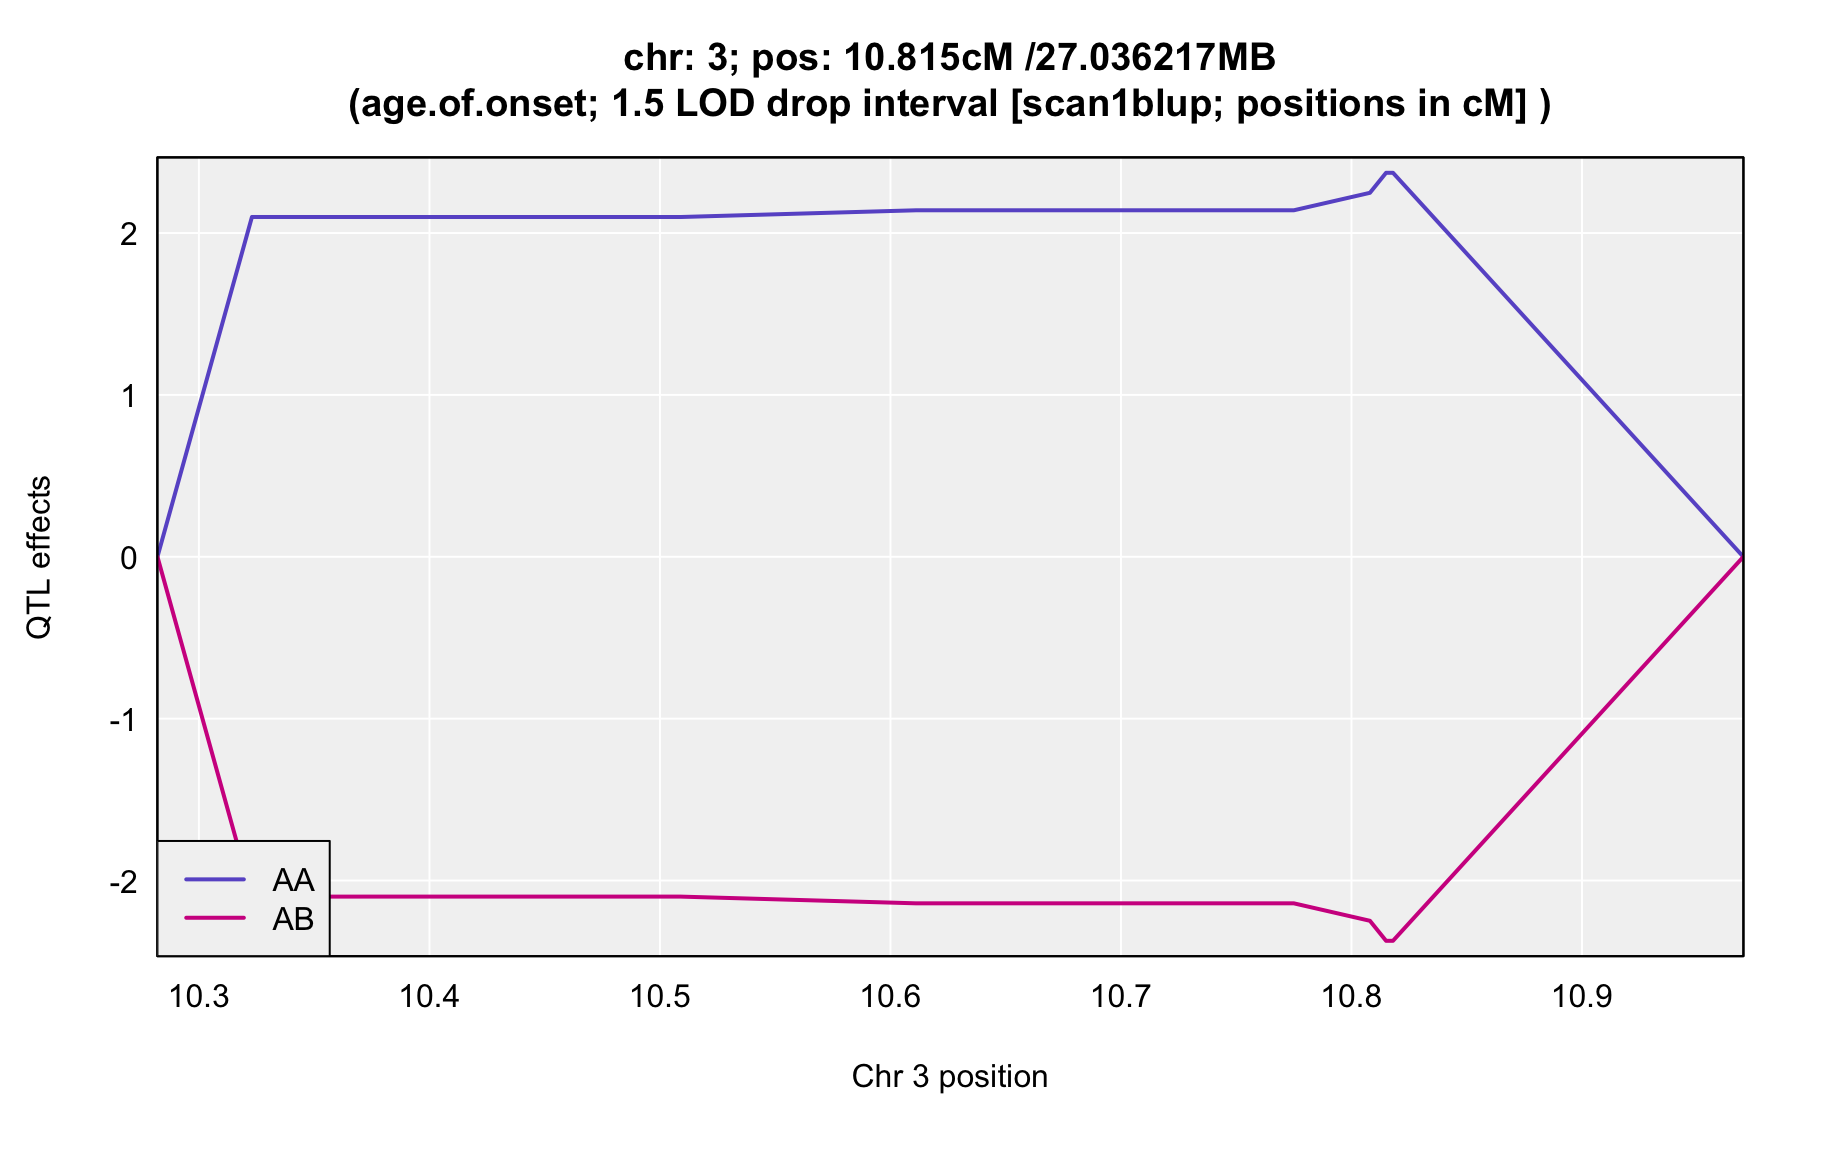 chr: 3; pos: 10.815cM /27.036217MB
(age.of.onset; 1.5 LOD drop interval [scan1blup; positions in cM] )
QTL effects
2
1
0
-1
-2
AA
AB
10.3 10.4 10.5 10.6 10.7 10.8 10.9
Chr 3 position